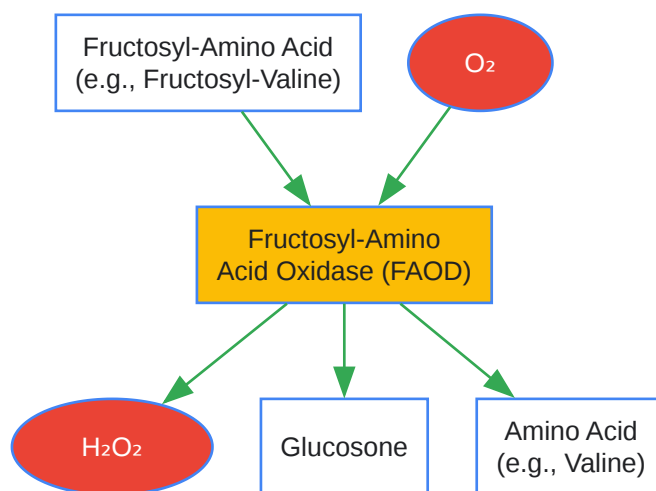 Fructosyl-Amino Acid
(e.g., Fructosyl-Valine)
O₂
Fructosyl-Amino
Acid Oxidase (FAOD)
H₂O₂
Glucosone
Amino Acid
(e.g., Valine)